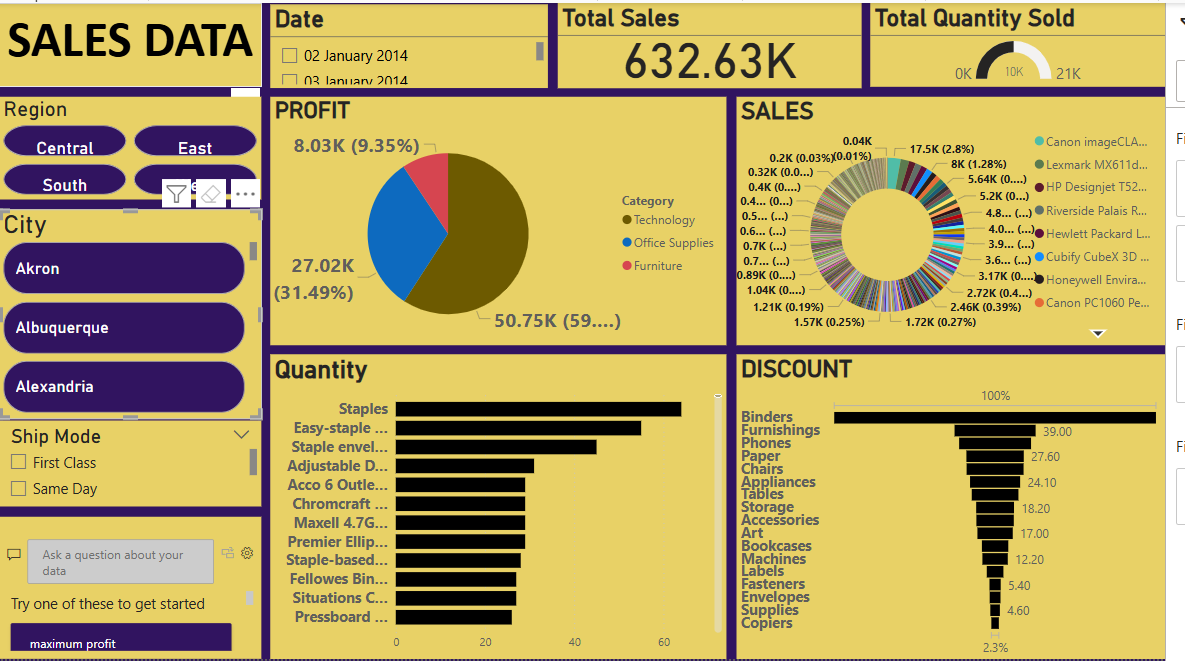 SALES DATA
Date
02 January 2014
03 January 2014
Total Sales
632.63K
Total Quantity Sold
0K
10K
21K
Region
Central
East
South
City
Akron
Albuquerque
Alexandria
Ship Mode
First Class
Same Day
Ask a question about your
data
Try one of these to get started
maximum profit
PROFIT
8.03K (9.35%)
27.02K
(31.49%)
50.75K (59....)
Category
Technology
Office Supplies
Furniture
SALES
0.04K
(0.01%)
0.2K (0.03%)
0.32K (0.0...)
0.4K (0....)
0.4... (0...)
0.5... (...)
0.6... (...)
0.7K (...)
0.7... (...)
0.89K (0....)
1.04K (0....)
1.21K (0.19%)
1.57K (0.25%)
17.5K (2.8%)
8K (1.28%)
5.64K (0....)
5.2K (0...)
4.8... (...)
4.0... (...)
3.9... (...)
3.6... (...)
3.17K (0....)
2.72K (0.4...)
2.46K (0.39%)
1.72K (0.27%)
Canon imageCLA...
Lexmark MX611d...
HP Designjet T52...
Riverside Palais R...
Hewlett Packard L...
Cubify CubeX 3D ...
Honeywell Envira...
Canon PC1060 Pe...
Quantity
Staples
Easy-staple ...
Staple envel...
Adjustable D...
Acco 6 Outle...
Chromcraft ...
Maxell 4.7G...
Premier Ellip...
Staple-based...
Fellowes Bin...
Situations C...
Pressboard ...
0
20
40
60
DISCOUNT
100%
Binders
Furnishings 39.00
Phones
Paper 27.60
Chairs
Appliances 24.10
Tables
Storage 18.20
Accessories
Art 17.00
Bookcases
Machines 12.20
Labels
Fasteners 5.40
Envelopes
Supplies 4.60
Copiers
2.3%